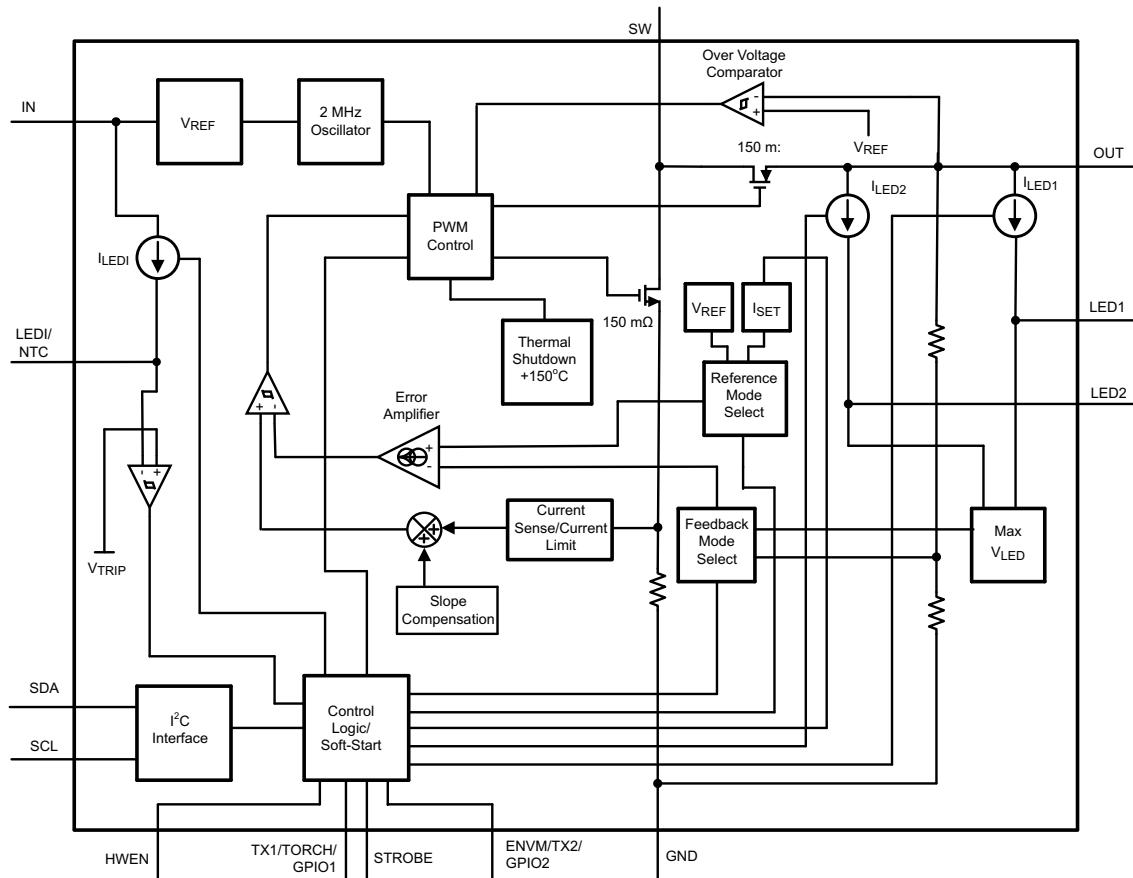 SW
Over Voltage
Comparator
IN
VREF
2 MHz
Oscillator
-
+
VREF
150 m:
OUT
ILED2
ILED1
PWM
Control
ILEDI
VREF
ISET
150 mΩ
LED1
LEDI/
NTC
Thermal
Shutdown
+150°C
Reference
Mode
Select
+ -
Error
Amplifier
LED2
+
-
- +
Current
Sense/Current
Limit
Feedback
Mode
Select
Max
VLED
+
+
VTRIP
Slope
Compensation
SDA
I²C
Interface
Control
Logic/
Soft-Start
SCL
HWEN
TX1/TORCH/
GPIO1
STROBE
ENVM/TX2/
GPIO2
GND